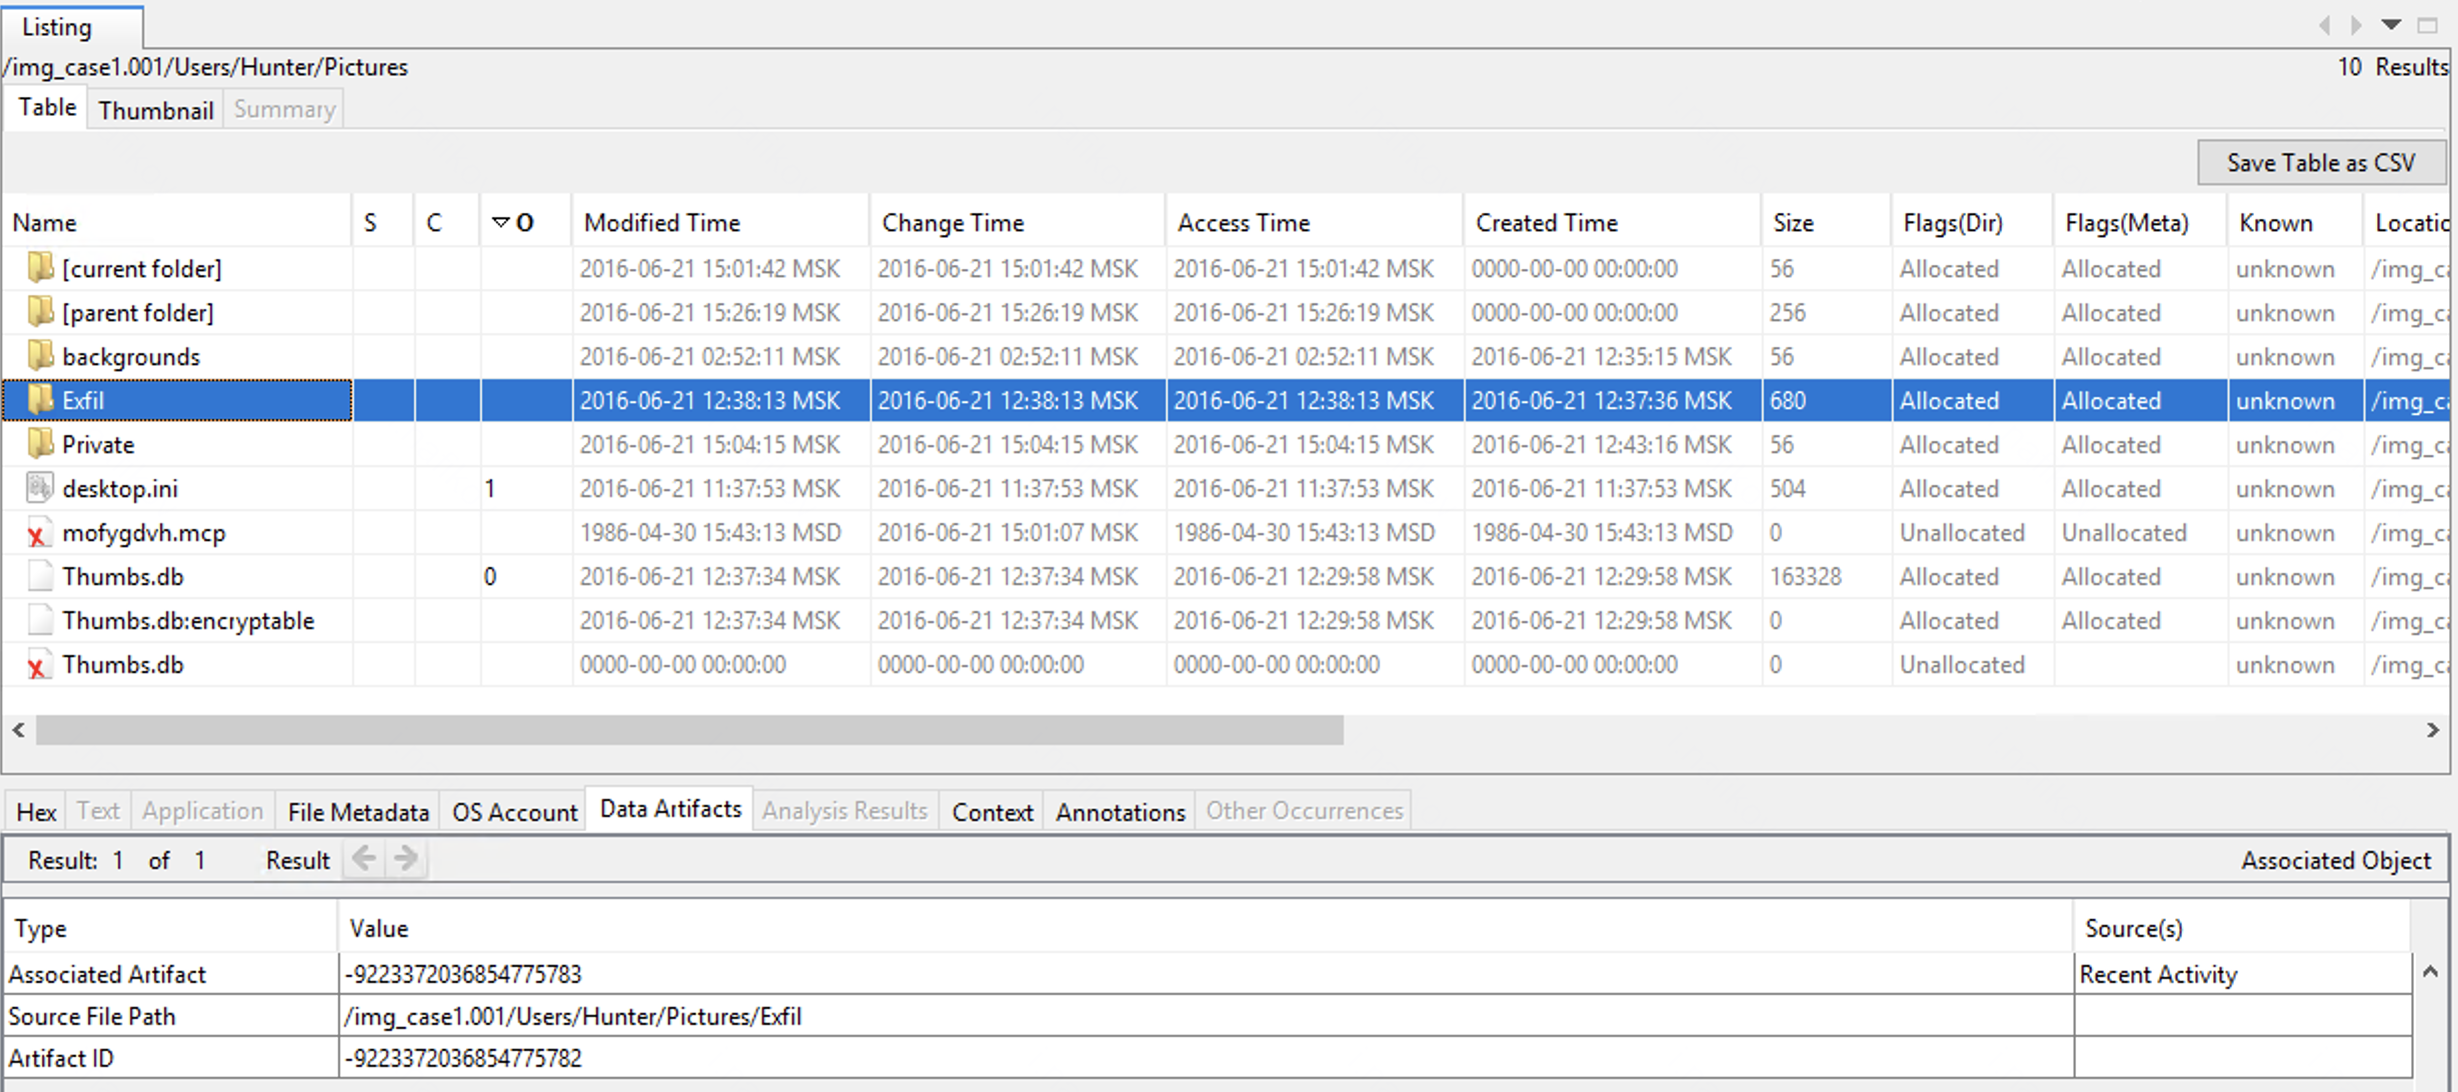 Listing
/img_case1.001/Users/Hunter/Pictures 10 Results
Table Thumbnail Summary
Save Table as CSV
Name S C O Modified Time Change Time Access Time Created Time Size Flags(Dir) Flags(Meta) Known Locatio
[current folder] 2016-06-21 15:01:42 MSK 2016-06-21 15:01:42 MSK 2016-06-21 15:01:42 MSK 0000-00-00 00:00:00 56 Allocated Allocated unknown /img_ca
[parent folder] 2016-06-21 15:26:19 MSK 2016-06-21 15:26:19 MSK 2016-06-21 15:26:19 MSK 0000-00-00 00:00:00 256 Allocated Allocated unknown /img_ca
backgrounds 2016-06-21 02:52:11 MSK 2016-06-21 02:52:11 MSK 2016-06-21 02:52:11 MSK 2016-06-21 12:35:15 MSK 56 Allocated Allocated unknown /img_ca
Exfil 2016-06-21 12:38:13 MSK 2016-06-21 12:38:13 MSK 2016-06-21 12:38:13 MSK 2016-06-21 12:37:36 MSK 680 Allocated Allocated unknown /img_ca
Private 2016-06-21 15:04:15 MSK 2016-06-21 15:04:15 MSK 2016-06-21 15:04:15 MSK 2016-06-21 12:43:16 MSK 56 Allocated Allocated unknown /img_ca
desktop.ini 1 2016-06-21 11:37:53 MSK 2016-06-21 11:37:53 MSK 2016-06-21 11:37:53 MSK 2016-06-21 11:37:53 MSK 504 Allocated Allocated unknown /img_ca
mofygdvh.mcp 1986-04-30 15:43:13 MSD 2016-06-21 15:01:07 MSK 1986-04-30 15:43:13 MSD 1986-04-30 15:43:13 MSD 0 Unallocated Unallocated unknown /img_ca
Thumbs.db 0 2016-06-21 12:37:34 MSK 2016-06-21 12:37:34 MSK 2016-06-21 12:29:58 MSK 2016-06-21 12:29:58 MSK 163328 Allocated Allocated unknown /img_ca
Thumbs.db:encryptable 2016-06-21 12:37:34 MSK 2016-06-21 12:37:34 MSK 2016-06-21 12:29:58 MSK 2016-06-21 12:29:58 MSK 0 Allocated Allocated unknown /img_ca
Thumbs.db 0000-00-00 00:00:00 0000-00-00 00:00:00 0000-00-00 00:00:00 0000-00-00 00:00:00 0 Unallocated unknown /img_ca
Hex Text Application File Metadata OS Account Data Artifacts Analysis Results Context Annotations Other Occurrences
Result: 1 of 1 Result Associated Object
Type Value Source(s)
Associated Artifact -9223372036854775783 Recent Activity
Source File Path /img_case1.001/Users/Hunter/Pictures/Exfil
Artifact ID -9223372036854775782